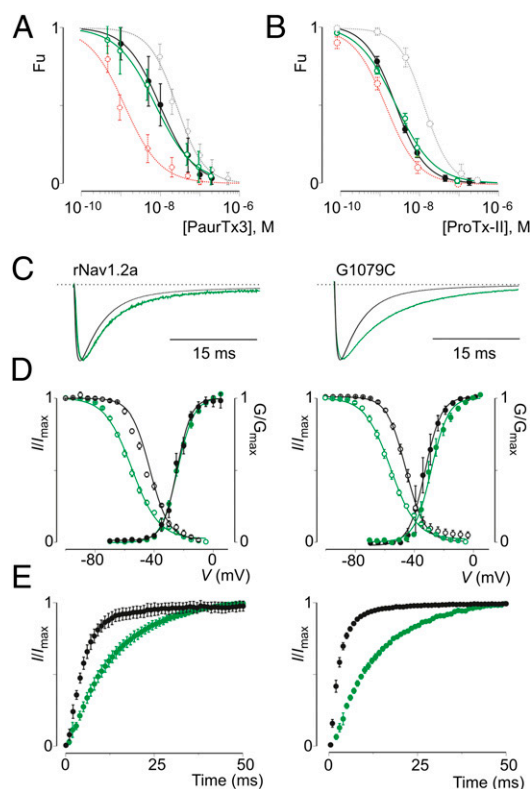 A
B
1
Fu
0
10-10
10-8
10-6
[PaurTx3], M
1
Fu
0
10-10
10-8
10-6
[ProTx-II], M
C
rNav1.2a
G1079C
15 ms
15 ms
D
1
I/Imax
0
1
G/Gmax
0
-80
-40
0
V (mV)
1
I/Imax
0
1
G/Gmax
0
-80
-40
0
V (mV)
E
1
I/Imax
0
0
25
50
Time (ms)
1
I/Imax
0
0
25
50
Time (ms)